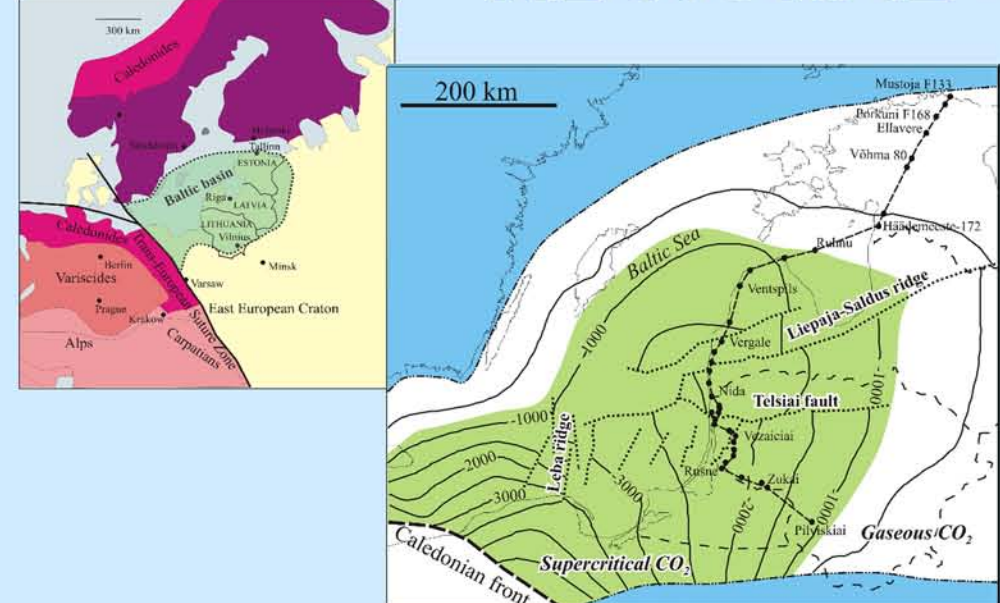 300 km
Caledonides
Stockholm
Helsinki
Tallinn
ESTONIA
Baltic basin
Riga
LATVIA
LITHUANIA
Vilnius
Caledonides
Trans-European Suture Zone
Berlin
Minsk
Variscides
Varsaw
Prague
East European Craton
Krakow
Alps
Carpatians
200 km
Mustoja F133
Porkuni F168
Ellavere
Võhma 80
Häädemeeste-172
Ruhnu
Baltic Sea
Ventspils
Liepaja-Saldus ridge
-1000
Vergale
Nida
Telsiai fault
-1000
-1000
Leba ridge
Vezaiciai
2000
Rusne
Zukai
-3000
-3000
-2000
-1000
Pilviskiai
Gaseous CO₂
Caledonian front
Supercritical CO₂